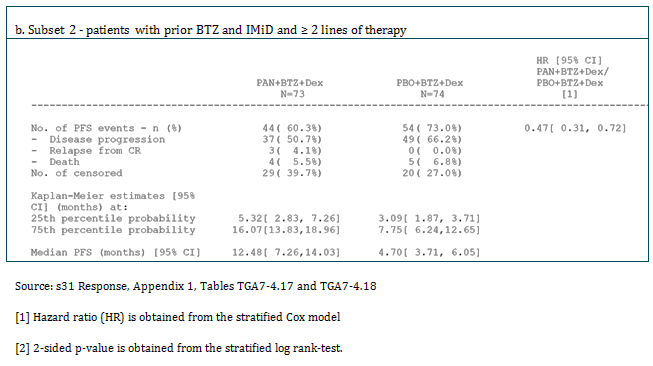 b. Subset 2 - patients with prior BTZ and IMiD and ≥ 2 lines of therapy
HR [95% CI]
PAN+BTZ+Dex PBO+BTZ+Dex PAN+BTZ+Dex/
N=73 N=74 PBO+BTZ+Dex
[1]
No. of PFS events - n (%) 44( 60.3%) 54( 73.0%) 0.47[ 0.31, 0.72]
- Disease progression 37( 50.7%) 49( 66.2%)
- Relapse from CR 3( 4.1%) 0( 0.0%)
- Death 4( 5.5%) 5( 6.8%)
No. of censored 29( 39.7%) 20( 27.0%)
Kaplan-Meier estimates [95%
CI] (months) at:
25th percentile probability 5.32[ 2.83, 7.26] 3.09[ 1.87, 3.71]
75th percentile probability 16.07[13.83,18.96] 7.75[ 6.24,12.65]
Median PFS (months) [95% CI] 12.48[ 7.26,14.03] 4.70[ 3.71, 6.05]
Source: s31 Response, Appendix 1, Tables TGA7-4.17 and TGA7-4.18
[1] Hazard ratio (HR) is obtained from the stratified Cox model
[2] 2-sided p-value is obtained from the stratified log rank-test.